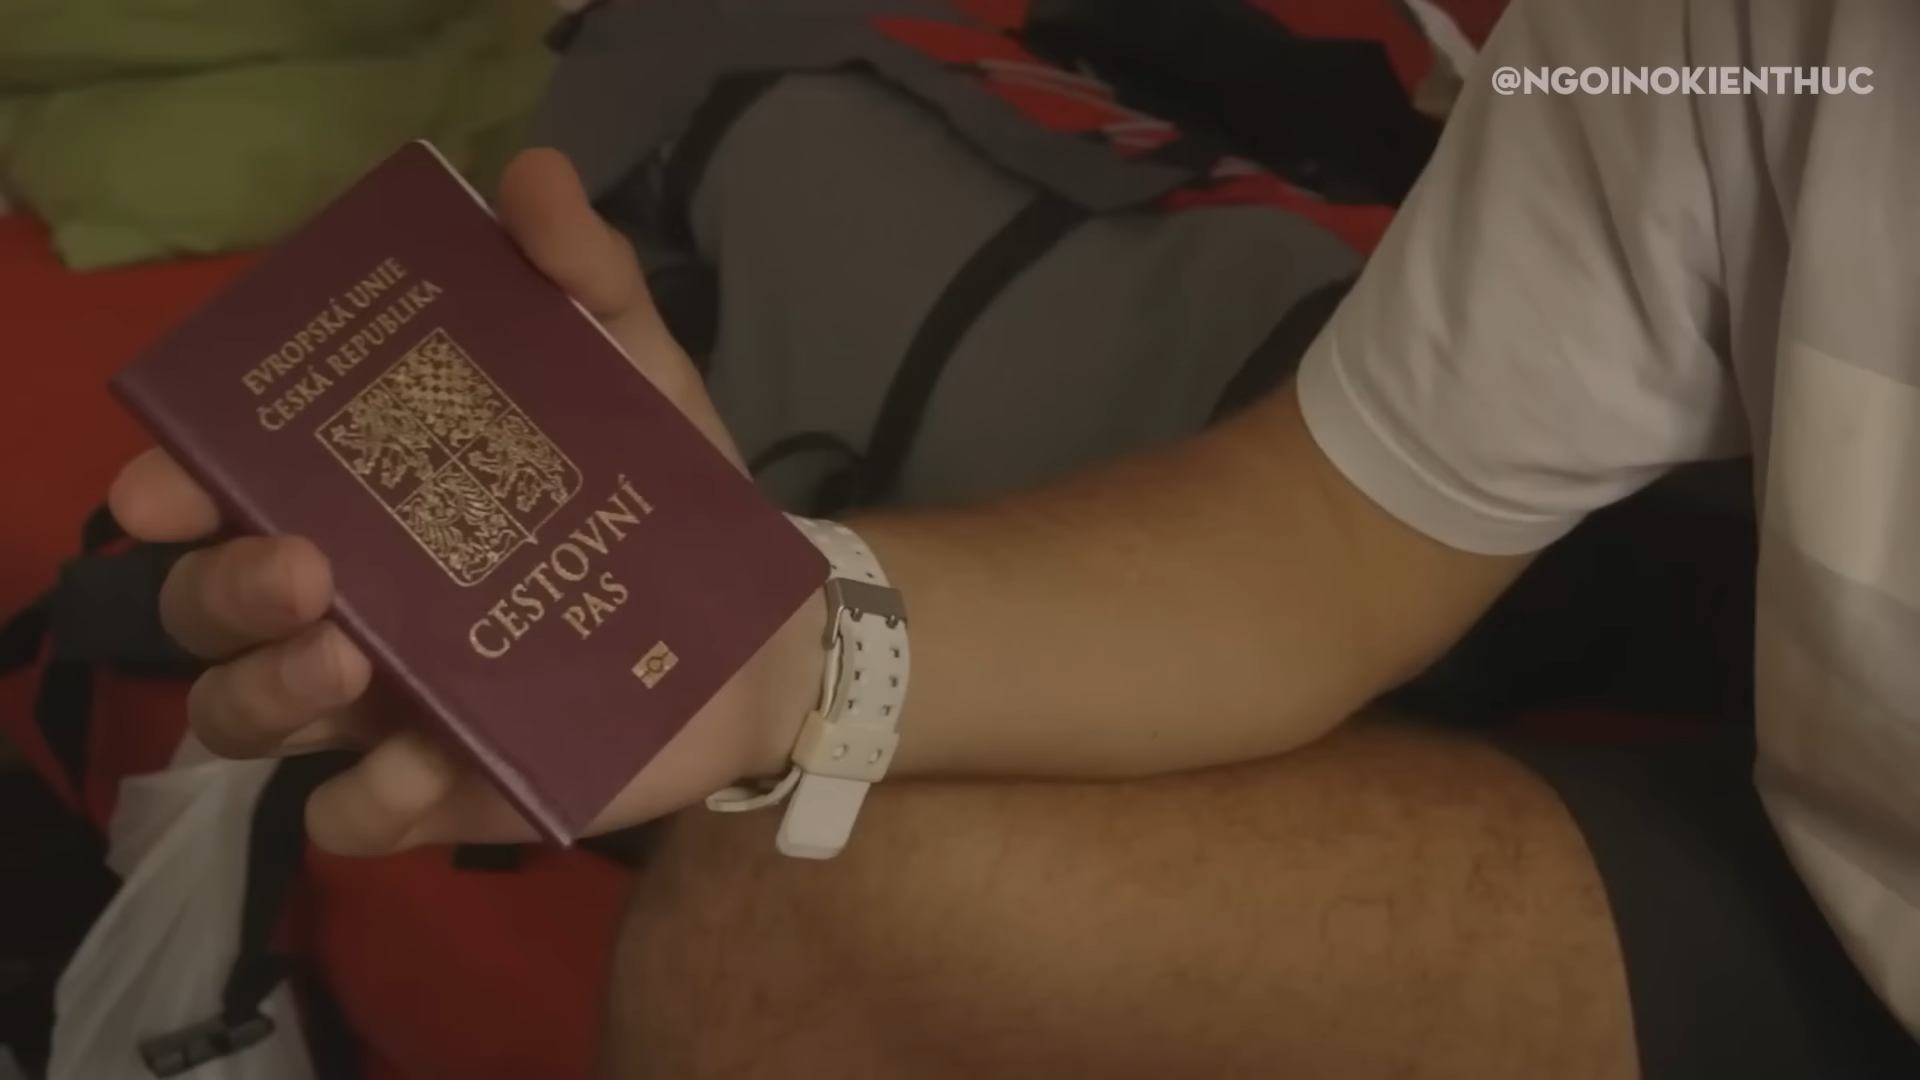 @NGOINOKIENTHUC
EVROPSKÁ UNIE
ČESKÁ REPUBLIKA
CESTOVNÍ
PAS